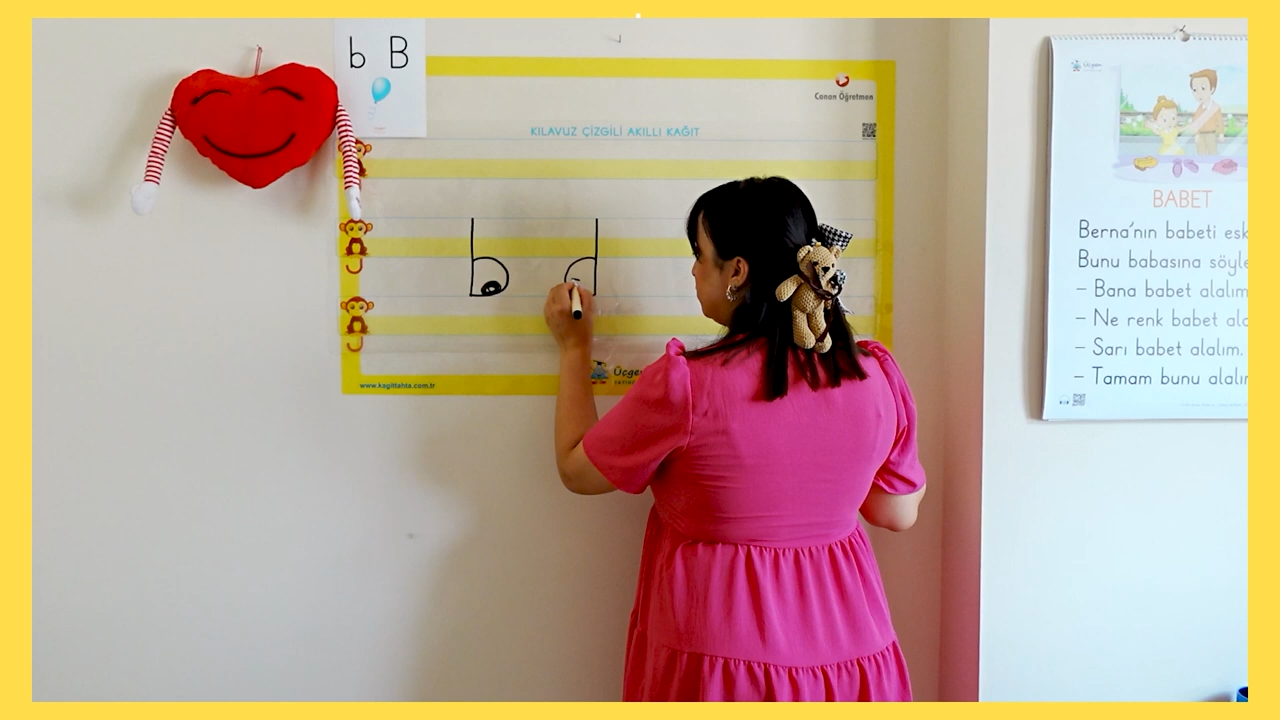 b B
Canan Öğretmen
KILAVUZ ÇİZGİLİ AKILLI KAĞIT
b d
www.kagittahta.com.tr
Üçgen
BABET
Berna'nın babeti esk
Bunu babasına söyle
– Bana babet alalım
– Ne renk babet ala
– Sarı babet alalım.
– Tamam bunu alalım